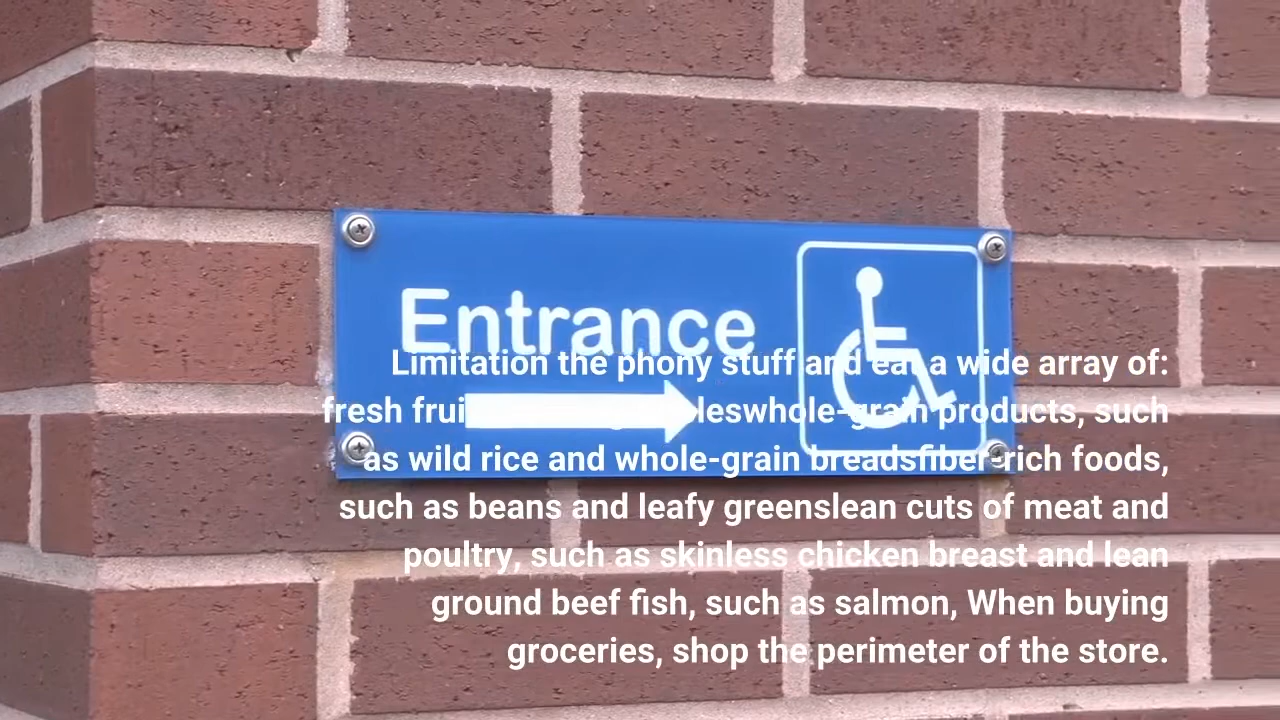 Entrance
Limitation the phony stuff and eat a wide array of:
fresh leswhole-grain products, such
as wild rice and whole-grain breadsfiber-rich foods,
such as beans and leafy greenslean cuts of meat and
poultry, such as skinless chicken breast and lean
ground beef fish, such as salmon, When buying
groceries, shop the perimeter of the store.